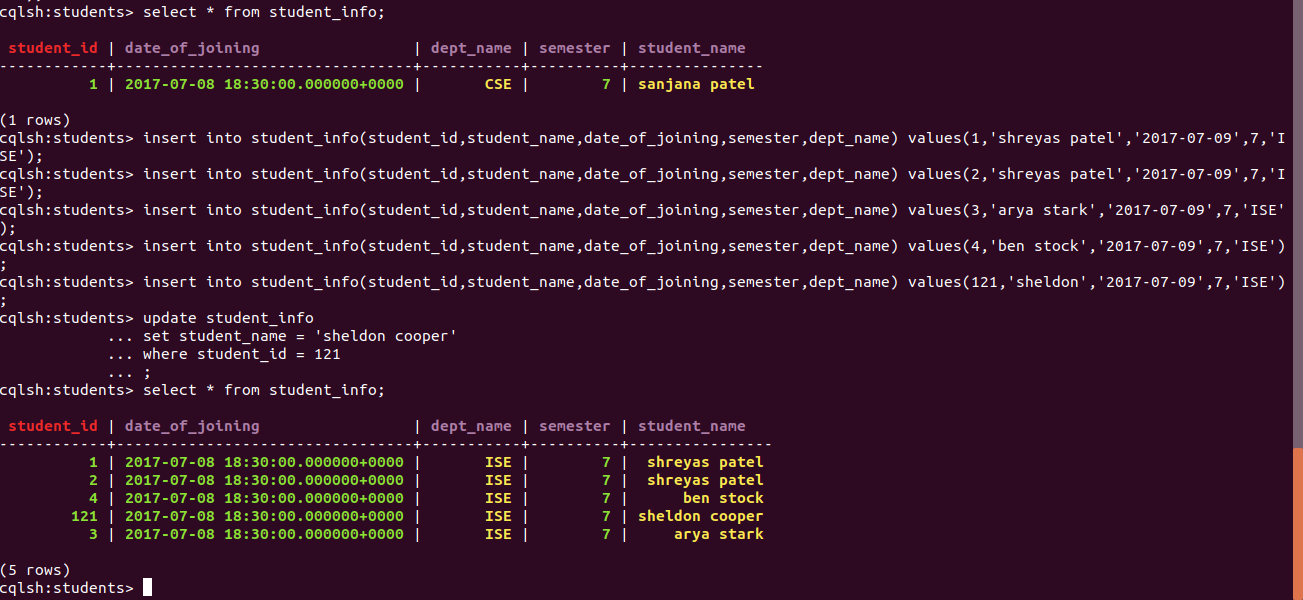 cqlsh:students> select * from student_info;
 student_id | date_of_joining                 | dept_name | semester | student_name
------------+---------------------------------+-----------+----------+---------------
          1 | 2017-07-08 18:30:00.000000+0000 |       CSE |        7 | sanjana patel
(1 rows)
cqlsh:students> insert into student_info(student_id,student_name,date_of_joining,semester,dept_name) values(1,'shreyas patel','2017-07-09',7,'I
SE');
cqlsh:students> insert into student_info(student_id,student_name,date_of_joining,semester,dept_name) values(2,'shreyas patel','2017-07-09',7,'I
SE');
cqlsh:students> insert into student_info(student_id,student_name,date_of_joining,semester,dept_name) values(3,'arya stark','2017-07-09',7,'ISE'
);
cqlsh:students> insert into student_info(student_id,student_name,date_of_joining,semester,dept_name) values(4,'ben stock','2017-07-09',7,'ISE')
;
cqlsh:students> insert into student_info(student_id,student_name,date_of_joining,semester,dept_name) values(121,'sheldon','2017-07-09',7,'ISE')
;
cqlsh:students> update student_info
            ... set student_name = 'sheldon cooper'
            ... where student_id = 121
            ... ;
cqlsh:students> select * from student_info;
 student_id | date_of_joining                 | dept_name | semester | student_name
------------+---------------------------------+-----------+----------+----------------
          1 | 2017-07-08 18:30:00.000000+0000 |       ISE |        7 |  shreyas patel
          2 | 2017-07-08 18:30:00.000000+0000 |       ISE |        7 |  shreyas patel
          4 | 2017-07-08 18:30:00.000000+0000 |       ISE |        7 |      ben stock
        121 | 2017-07-08 18:30:00.000000+0000 |       ISE |        7 | sheldon cooper
          3 | 2017-07-08 18:30:00.000000+0000 |       ISE |        7 |     arya stark
(5 rows)
cqlsh:students>